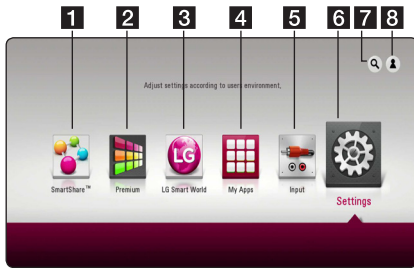 1 2 3 4 5 6 7 8
Adjust settings according to users environment.
LG
SmartShare™ Premium LG Smart World My Apps Input Settings